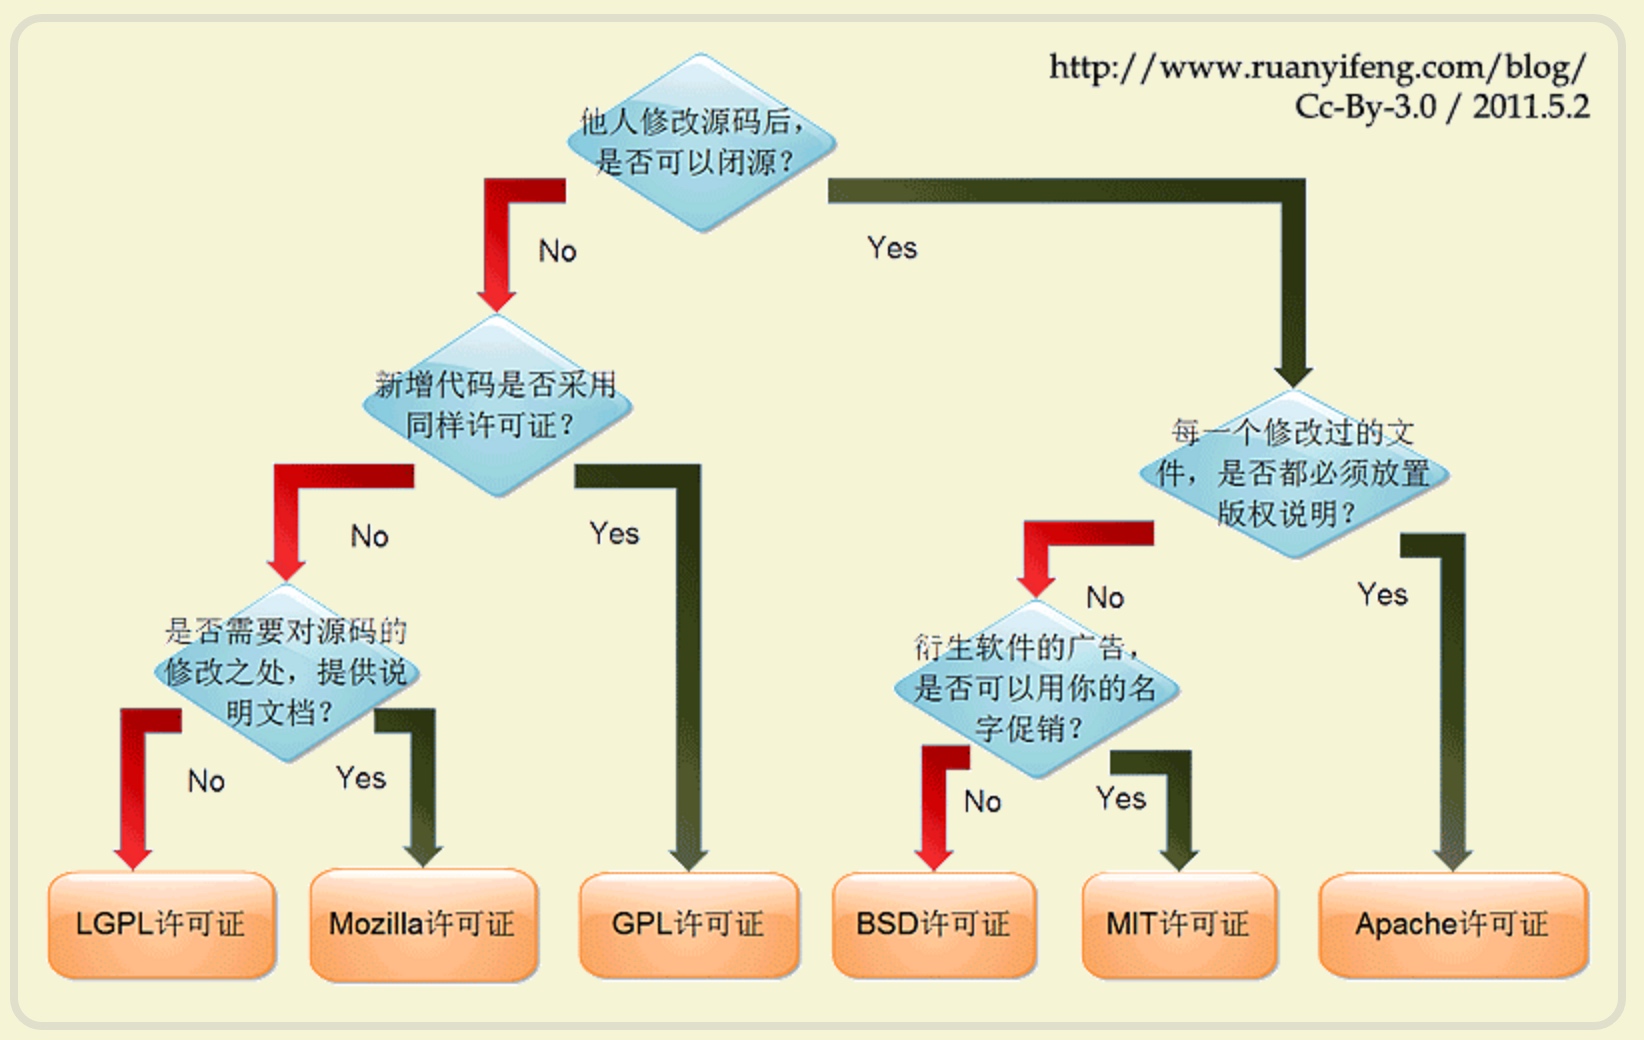 http://www.ruanyifeng.com/blog/
Cc-By-3.0 / 2011.5.2
他人修改源码后，
是否可以闭源？
No
Yes
新增代码是否采用
同样许可证？
No
Yes
每一个修改过的文
件，是否都必须放置
版权说明？
No
Yes
是否需要对源码的
修改之处，提供说
明文档？
No
Yes
衍生软件的广告，
是否可以用你的名
字促销？
No
Yes
LGPL许可证
Mozilla许可证
GPL许可证
BSD许可证
MIT许可证
Apache许可证